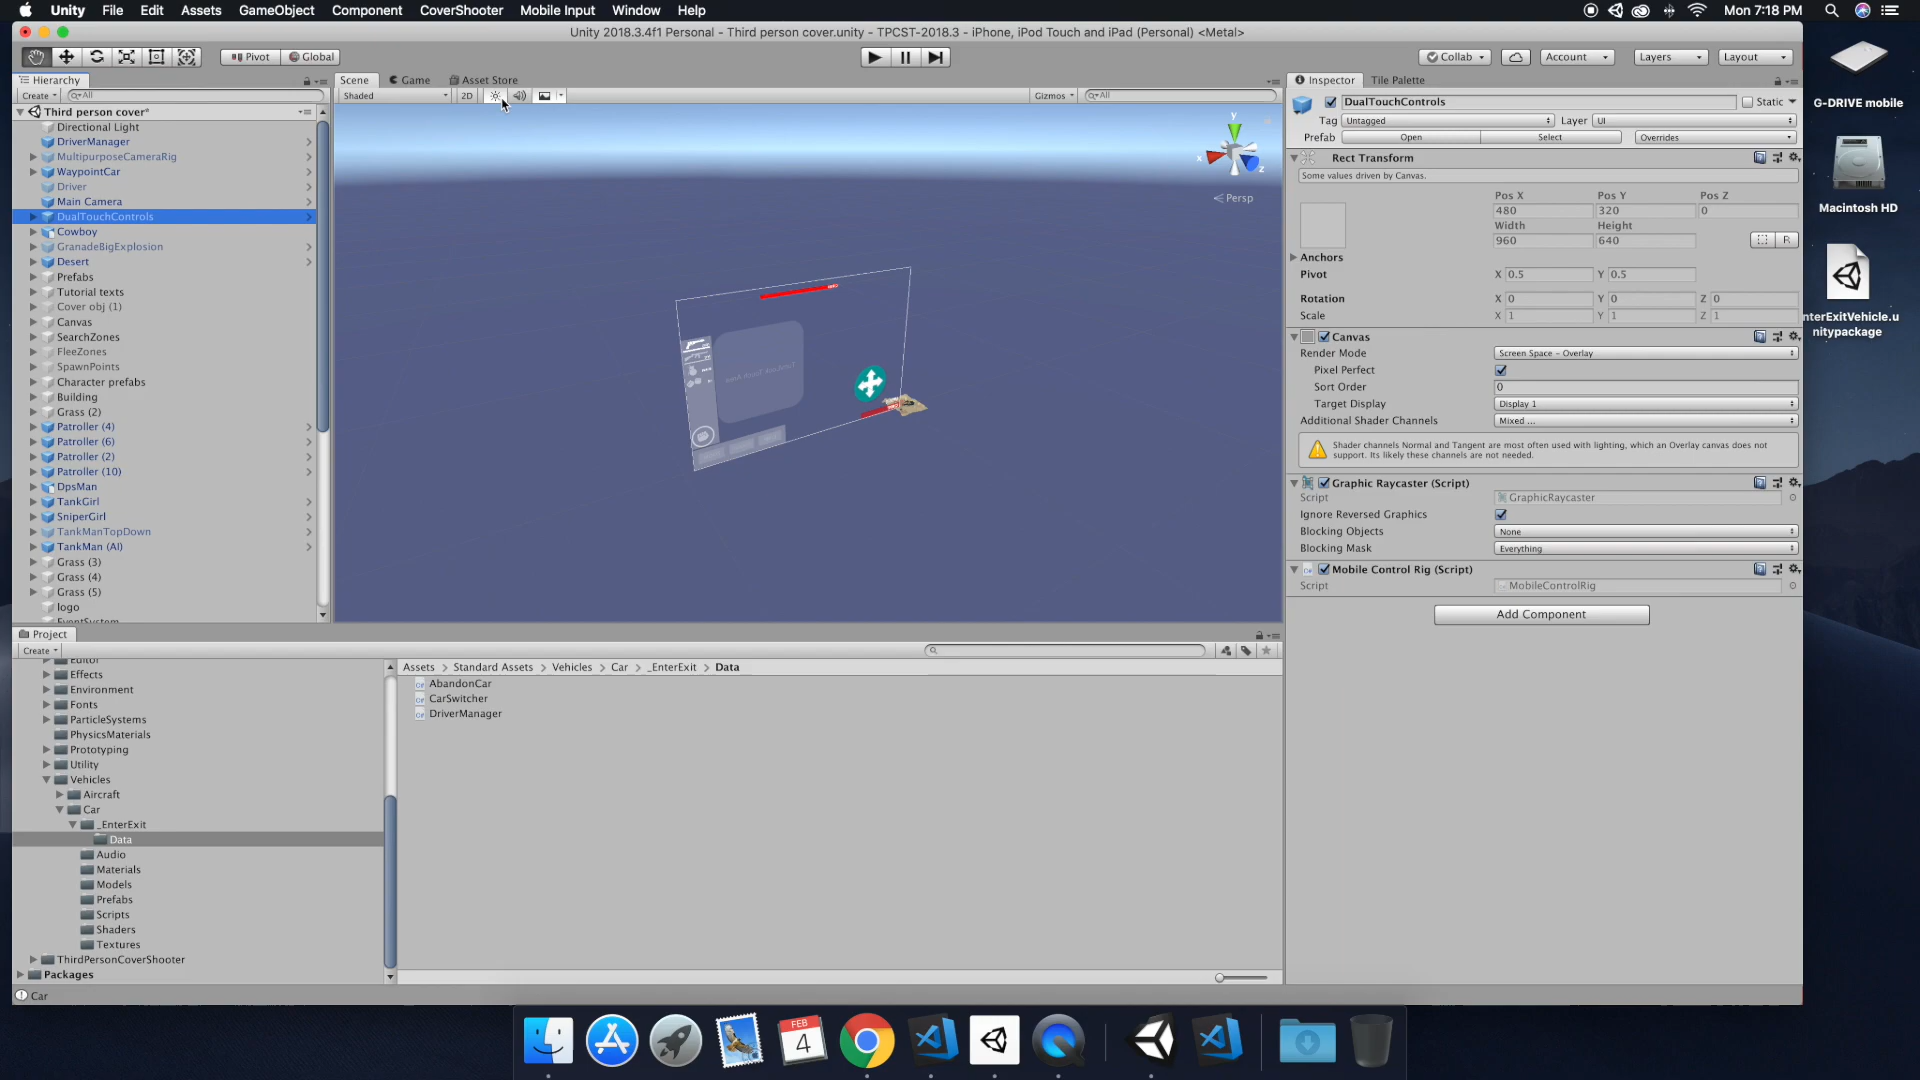 Unity File Edit Assets GameObject Component CoverShooter Mobile Input Window Help Mon 7:18 PM
Unity 2018.3.4f1 Personal - Third person cover.unity - TPCST-2018.3 - iPhone, iPod Touch and iPad (Personal) <Metal>
Pivot Global Collab Account Layers Layout
Hierarchy
Create All
Third person cover*
Directional Light
DriverManager
MultipurposeCameraRig
WaypointCar
Driver
Main Camera
DualTouchControls
Cowboy
GranadeBigExplosion
Desert
Prefabs
Tutorial texts
Cover obj (1)
Canvas
SearchZones
FleeZones
SpawnPoints
Character prefabs
Building
Grass (2)
Patroller (4)
Patroller (6)
Patroller (2)
Patroller (10)
DpsMan
TankGirl
SniperGirl
TankManTopDown
TankMan (AI)
Grass (3)
Grass (4)
Grass (5)
logo
EventSystem
Scene Game Asset Store
Shaded 2D Gizmos All
y
x
z
Persp
Inspector Tile Palette
DualTouchControls Static
Tag Untagged Layer UI
Prefab Open Select Overrides
Rect Transform
Some values driven by Canvas.
Pos X Pos Y Pos Z
480 320 0
Width Height
960 640 R
Anchors
Pivot X 0.5 Y 0.5
Rotation X 0 Y 0 Z 0
Scale X 1 Y 1 Z 1
Canvas
Render Mode Screen Space - Overlay
Pixel Perfect
Sort Order 0
Target Display Display 1
Additional Shader Channels Mixed ...
Shader channels Normal and Tangent are most often used with lighting, which an Overlay canvas does not
support. Its likely these channels are not needed.
Graphic Raycaster (Script)
Script GraphicRaycaster
Ignore Reversed Graphics
Blocking Objects None
Blocking Mask Everything
Mobile Control Rig (Script)
Script MobileControlRig
Add Component
Project
Create
Editor
Effects
Environment
Fonts
ParticleSystems
PhysicsMaterials
Prototyping
Utility
Vehicles
Aircraft
Car
_EnterExit
Data
Audio
Materials
Models
Prefabs
Scripts
Shaders
Textures
ThirdPersonCoverShooter
Packages
Assets > Standard Assets > Vehicles > Car > _EnterExit > Data
AbandonCar
CarSwitcher
DriverManager
Car
G-DRIVE mobile
Macintosh HD
nterExitVehicle.u
nitypackage
FEB
4